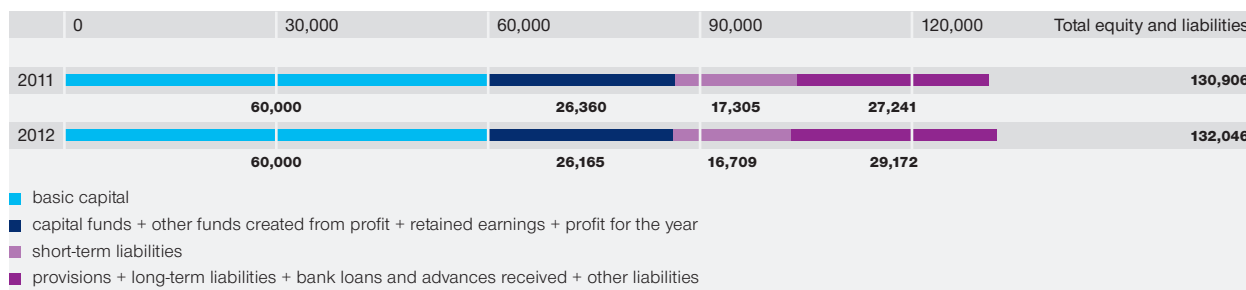 0 30,000 60,000 90,000 120,000 Total equity and liabilities
2011 130,906
60,000 26,360 17,305 27,241
2012 132,046
60,000 26,165 16,709 29,172
basic capital
capital funds + other funds created from profit + retained earnings + profit for the year
short-term liabilities
provisions + long-term liabilities + bank loans and advances received + other liabilities